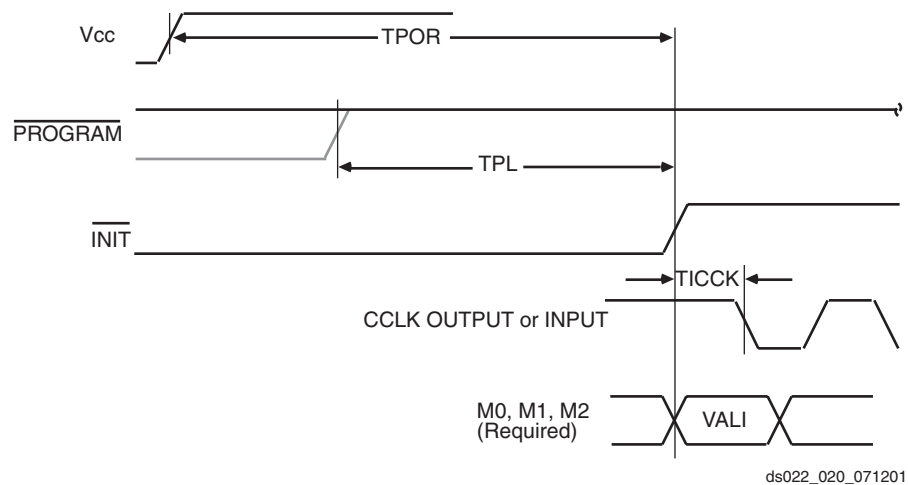 Vcc
TPOR
PROGRAM
TPL
INIT
TICCK
CCLK OUTPUT or INPUT
M0, M1, M2
(Required)
VALI
ds022_020_071201